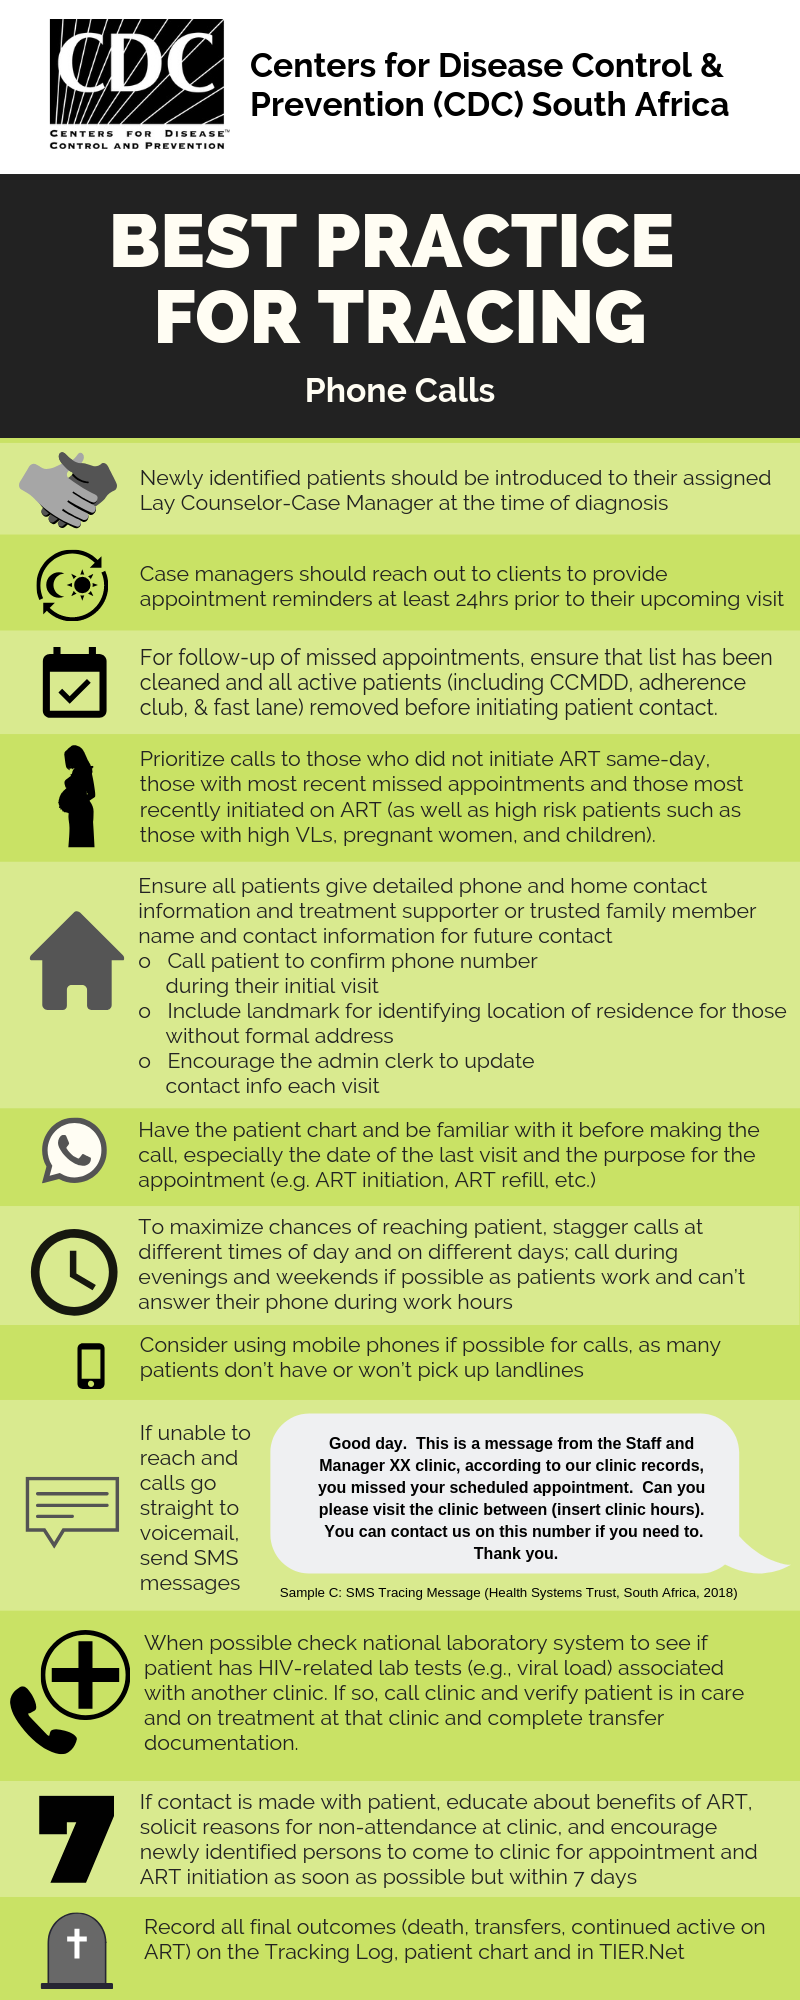 CDC
CENTERS FOR DISEASE™
CONTROL AND PREVENTION
Centers for Disease Control &
Prevention (CDC) South Africa
BEST PRACTICE
FOR TRACING
Phone Calls
Newly identified patients should be introduced to their assigned
Lay Counselor-Case Manager at the time of diagnosis
Case managers should reach out to clients to provide
appointment reminders at least 24hrs prior to their upcoming visit
For follow-up of missed appointments, ensure that list has been
cleaned and all active patients (including CCMDD, adherence
club, & fast lane) removed before initiating patient contact.
Prioritize calls to those who did not initiate ART same-day,
those with most recent missed appointments and those most
recently initiated on ART (as well as high risk patients such as
those with high VLs, pregnant women, and children).
Ensure all patients give detailed phone and home contact
information and treatment supporter or trusted family member
name and contact information for future contact
o Call patient to confirm phone number
during their initial visit
o Include landmark for identifying location of residence for those
without formal address
o Encourage the admin clerk to update
contact info each visit
Have the patient chart and be familiar with it before making the
call, especially the date of the last visit and the purpose for the
appointment (e.g. ART initiation, ART refill, etc.)
To maximize chances of reaching patient, stagger calls at
different times of day and on different days; call during
evenings and weekends if possible as patients work and can't
answer their phone during work hours
Consider using mobile phones if possible for calls, as many
patients don't have or won't pick up landlines
If unable to
reach and
calls go
straight to
voicemail,
send SMS
messages
Good day. This is a message from the Staff and
Manager XX clinic, according to our clinic records,
you missed your scheduled appointment. Can you
please visit the clinic between (insert clinic hours).
You can contact us on this number if you need to.
Thank you.
Sample C: SMS Tracing Message (Health Systems Trust, South Africa, 2018)
When possible check national laboratory system to see if
patient has HIV-related lab tests (e.g., viral load) associated
with another clinic. If so, call clinic and verify patient is in care
and on treatment at that clinic and complete transfer
documentation.
7
If contact is made with patient, educate about benefits of ART,
solicit reasons for non-attendance at clinic, and encourage
newly identified persons to come to clinic for appointment and
ART initiation as soon as possible but within 7 days
Record all final outcomes (death, transfers, continued active on
ART) on the Tracking Log, patient chart and in TIER.Net